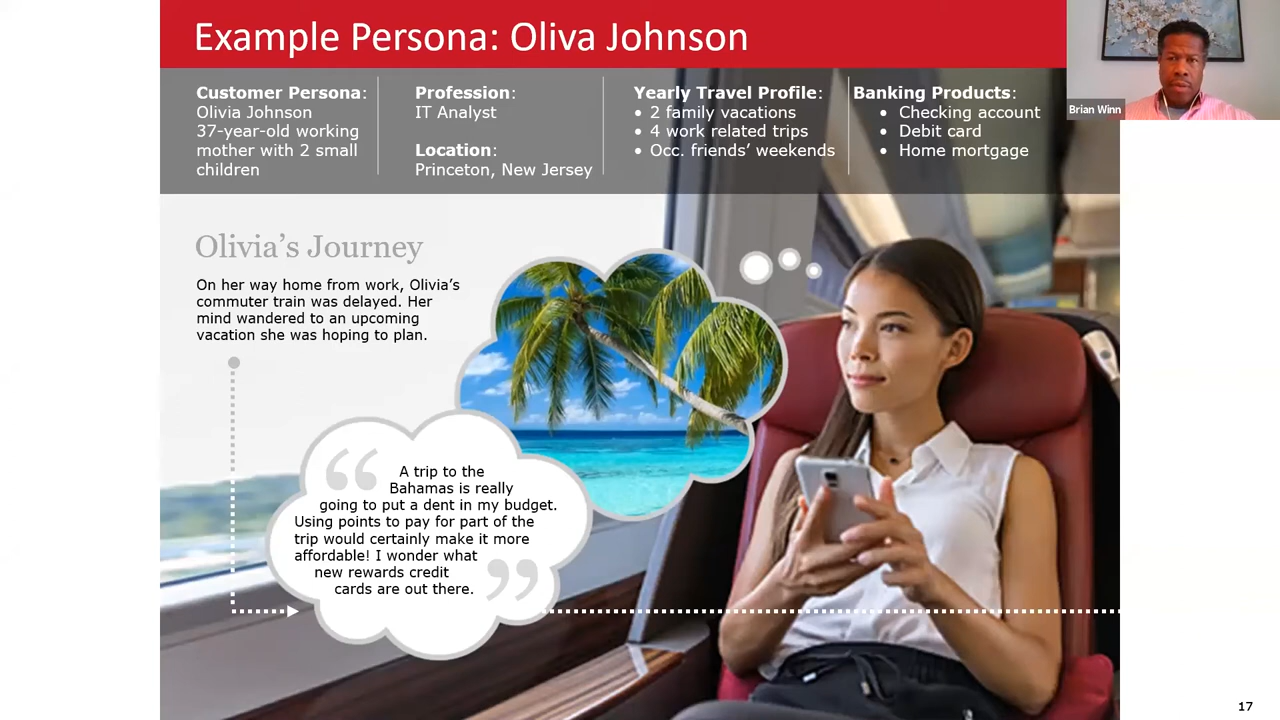 Example Persona: Oliva Johnson
Brian Winn
Customer Persona:
Olivia Johnson
37-year-old working
mother with 2 small
children
Profession:
IT Analyst
Location:
Princeton, New Jersey
Yearly Travel Profile:
• 2 family vacations
• 4 work related trips
• Occ. friends' weekends
Banking Products:
• Checking account
• Debit card
• Home mortgage
Olivia's Journey
On her way home from work, Olivia's
commuter train was delayed. Her
mind wandered to an upcoming
vacation she was hoping to plan.
“ A trip to the
Bahamas is really
going to put a dent in my budget.
Using points to pay for part of the
trip would certainly make it more
affordable! I wonder what
new rewards credit
cards are out there. ”
17